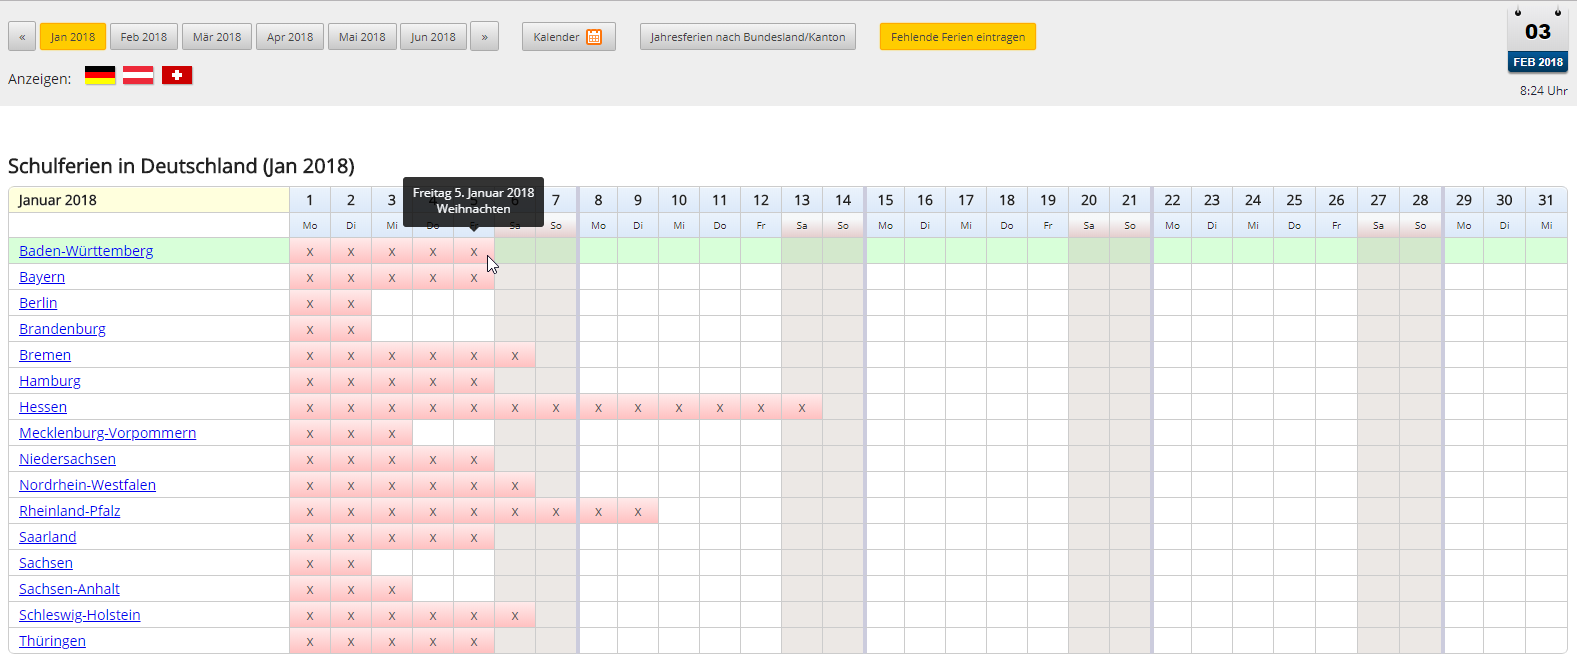 « Jan 2018 Feb 2018 Mär 2018 Apr 2018 Mai 2018 Jun 2018 » Kalender Jahresferien nach Bundesland/Kanton Fehlende Ferien eintragen 03
FEB 2018
Anzeigen:
8:24 Uhr
Schulferien in Deutschland (Jan 2018)
Freitag 5. Januar 2018
Weihnachten
Januar 2018 1 2 3 4 5 6 7 8 9 10 11 12 13 14 15 16 17 18 19 20 21 22 23 24 25 26 27 28 29 30 31
Mo Di Mi Do Sa So Mo Di Mi Do Fr Sa So Mo Di Mi Do Fr Sa So Mo Di Mi Do Fr Sa So Mo Di Mi
Baden-Württemberg x x x x x
Bayern x x x x x
Berlin x x
Brandenburg x x
Bremen x x x x x x
Hamburg x x x x x
Hessen x x x x x x x x x x x x x
Mecklenburg-Vorpommern x x x
Niedersachsen x x x x x
Nordrhein-Westfalen x x x x x x
Rheinland-Pfalz x x x x x x x x x
Saarland x x x x x
Sachsen x x
Sachsen-Anhalt x x x
Schleswig-Holstein x x x x x x
Thüringen x x x x x